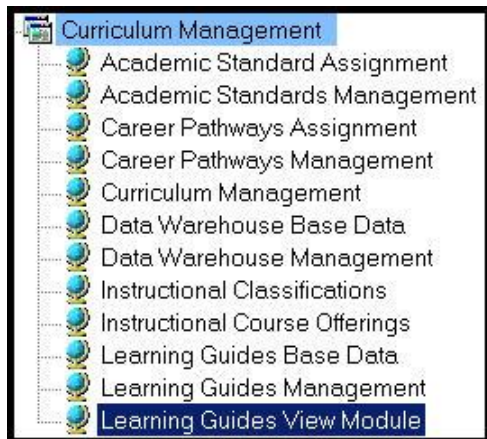 Curriculum Management
Academic Standard Assignment
Academic Standards Management
Career Pathways Assignment
Career Pathways Management
Curriculum Management
Data Warehouse Base Data
Data Warehouse Management
Instructional Classifications
Instructional Course Offerings
Learning Guides Base Data
Learning Guides Management
Learning Guides View Module